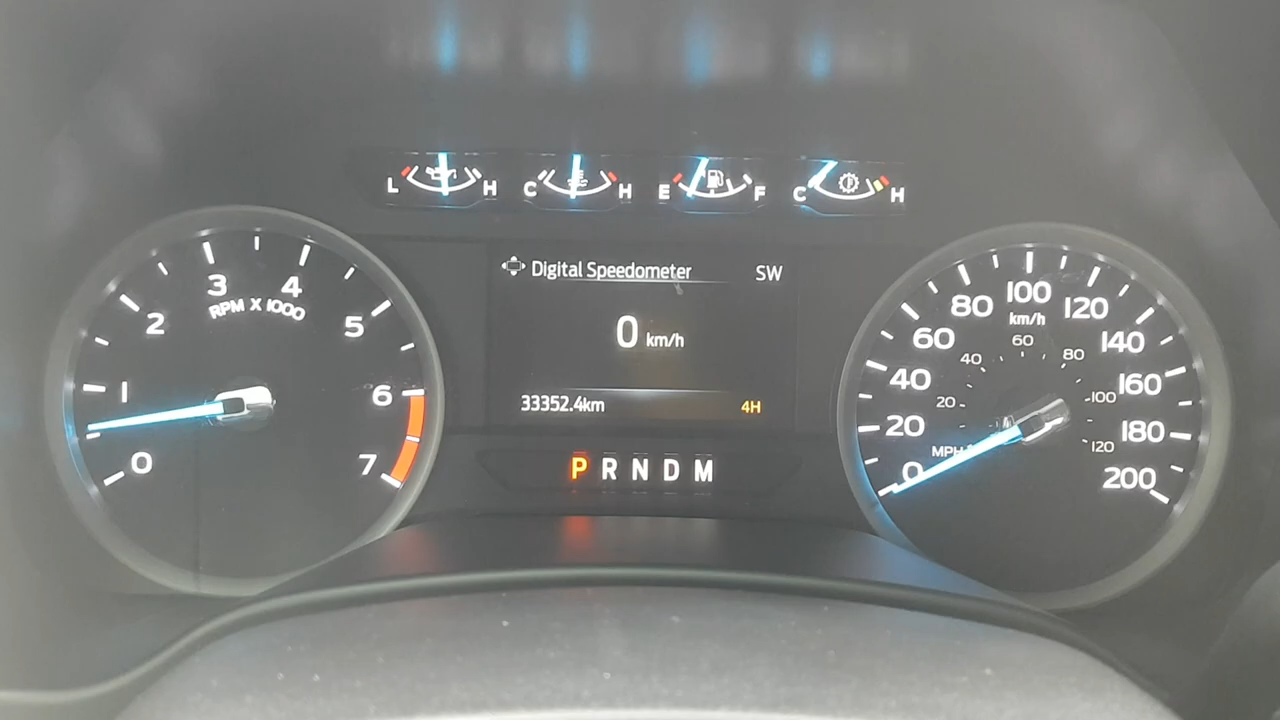 L H C H E F C H
Digital Speedometer SW
0 km/h
33352.4km 4H
P R N D M
0 1 2 3 4 5 6 7
RPM X 1000
0 20 40 60 80 100 120 140 160 180 200
km/h
20 40 60 80 100 120
MPH